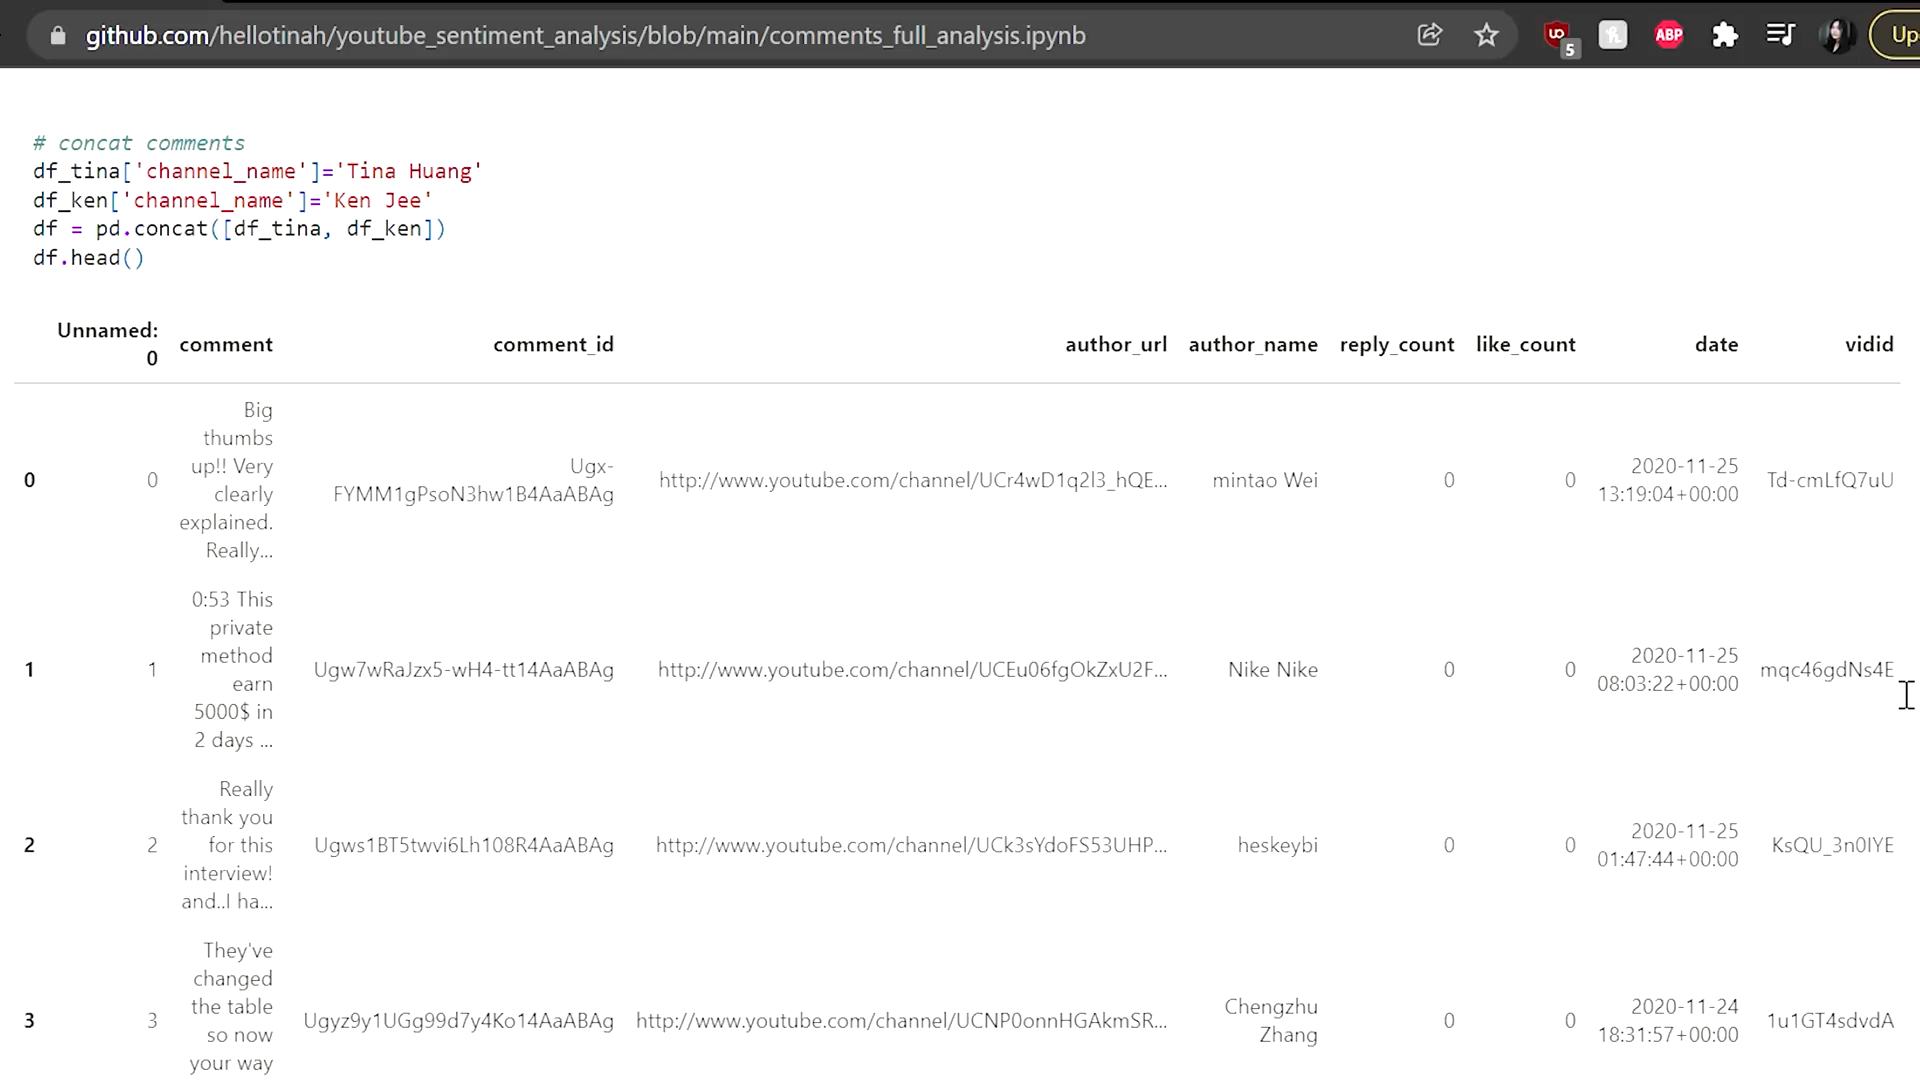 github.com/hellotinah/youtube_sentiment_analysis/blob/main/comments_full_analysis.ipynb
5
ABP
# concat comments
df_tina['channel_name']='Tina Huang'
df_ken['channel_name']='Ken Jee'
df = pd.concat([df_tina, df_ken])
df.head()
Unnamed: 0 comment comment_id author_url author_name reply_count like_count date vidid
0 0
Big
thumbs
up!! Very
clearly
explained.
Really...
Ugx-
FYMM1gPsoN3hw1B4AaABAg
http://www.youtube.com/channel/UCr4wD1q2l3_hQE...
mintao Wei
0 0
2020-11-25
13:19:04+00:00
Td-cmLfQ7uU
1 1
0:53 This
private
method
earn
5000$ in
2 days ...
Ugw7wRaJzx5-wH4-tt14AaABAg
http://www.youtube.com/channel/UCEu06fgOkZxU2F...
Nike Nike
0 0
2020-11-25
08:03:22+00:00
mqc46gdNs4E
2 2
Really
thank you
for this
interview!
and..I ha...
Ugws1BT5twvi6Lh108R4AaABAg
http://www.youtube.com/channel/UCk3sYdoFS53UHP...
heskeybi
0 0
2020-11-25
01:47:44+00:00
KsQU_3n0IYE
3 3
They've
changed
the table
so now
your way
Ugyz9y1UGg99d7y4Ko14AaABAg
http://www.youtube.com/channel/UCNP0onnHGAkmSR...
Chengzhu
Zhang
0 0
2020-11-24
18:31:57+00:00
1u1GT4sdvdA